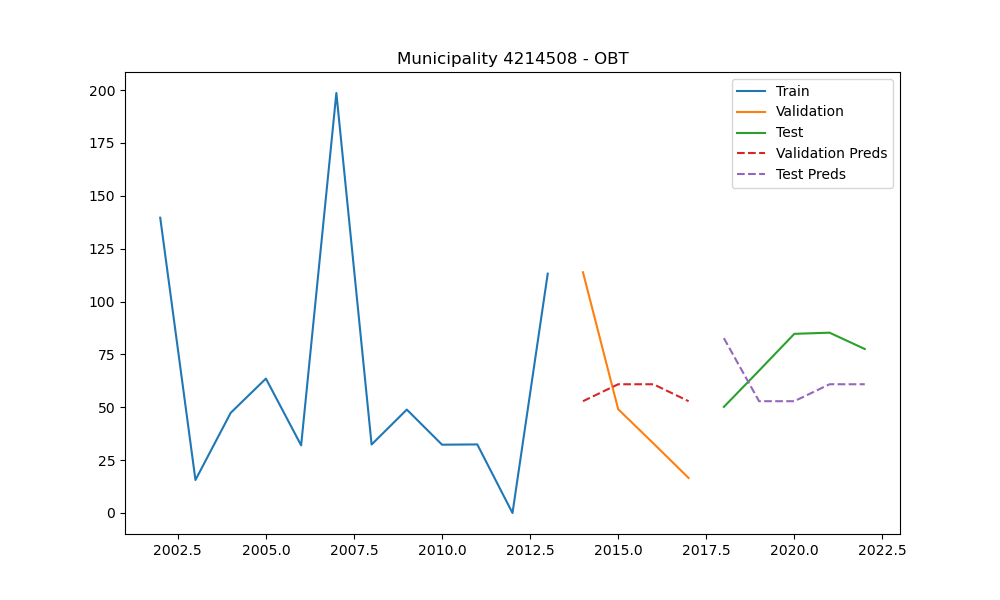 Municipality 4214508 - OBT
200
175
150
125
100
75
50
25
0
2002.5 2005.0 2007.5 2010.0 2012.5 2015.0 2017.5 2020.0 2022.5
Train
Validation
Test
Validation Preds
Test Preds